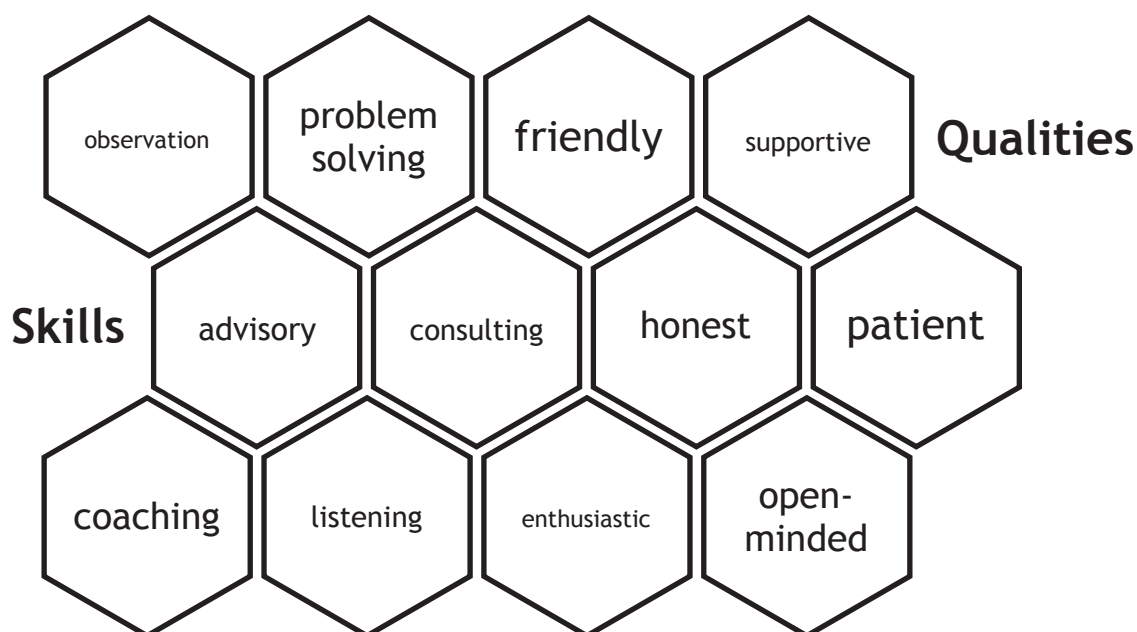 observation
problem
solving
friendly
supportive
Qualities
Skills
advisory
consulting
honest
patient
coaching
listening
enthusiastic
open-
minded